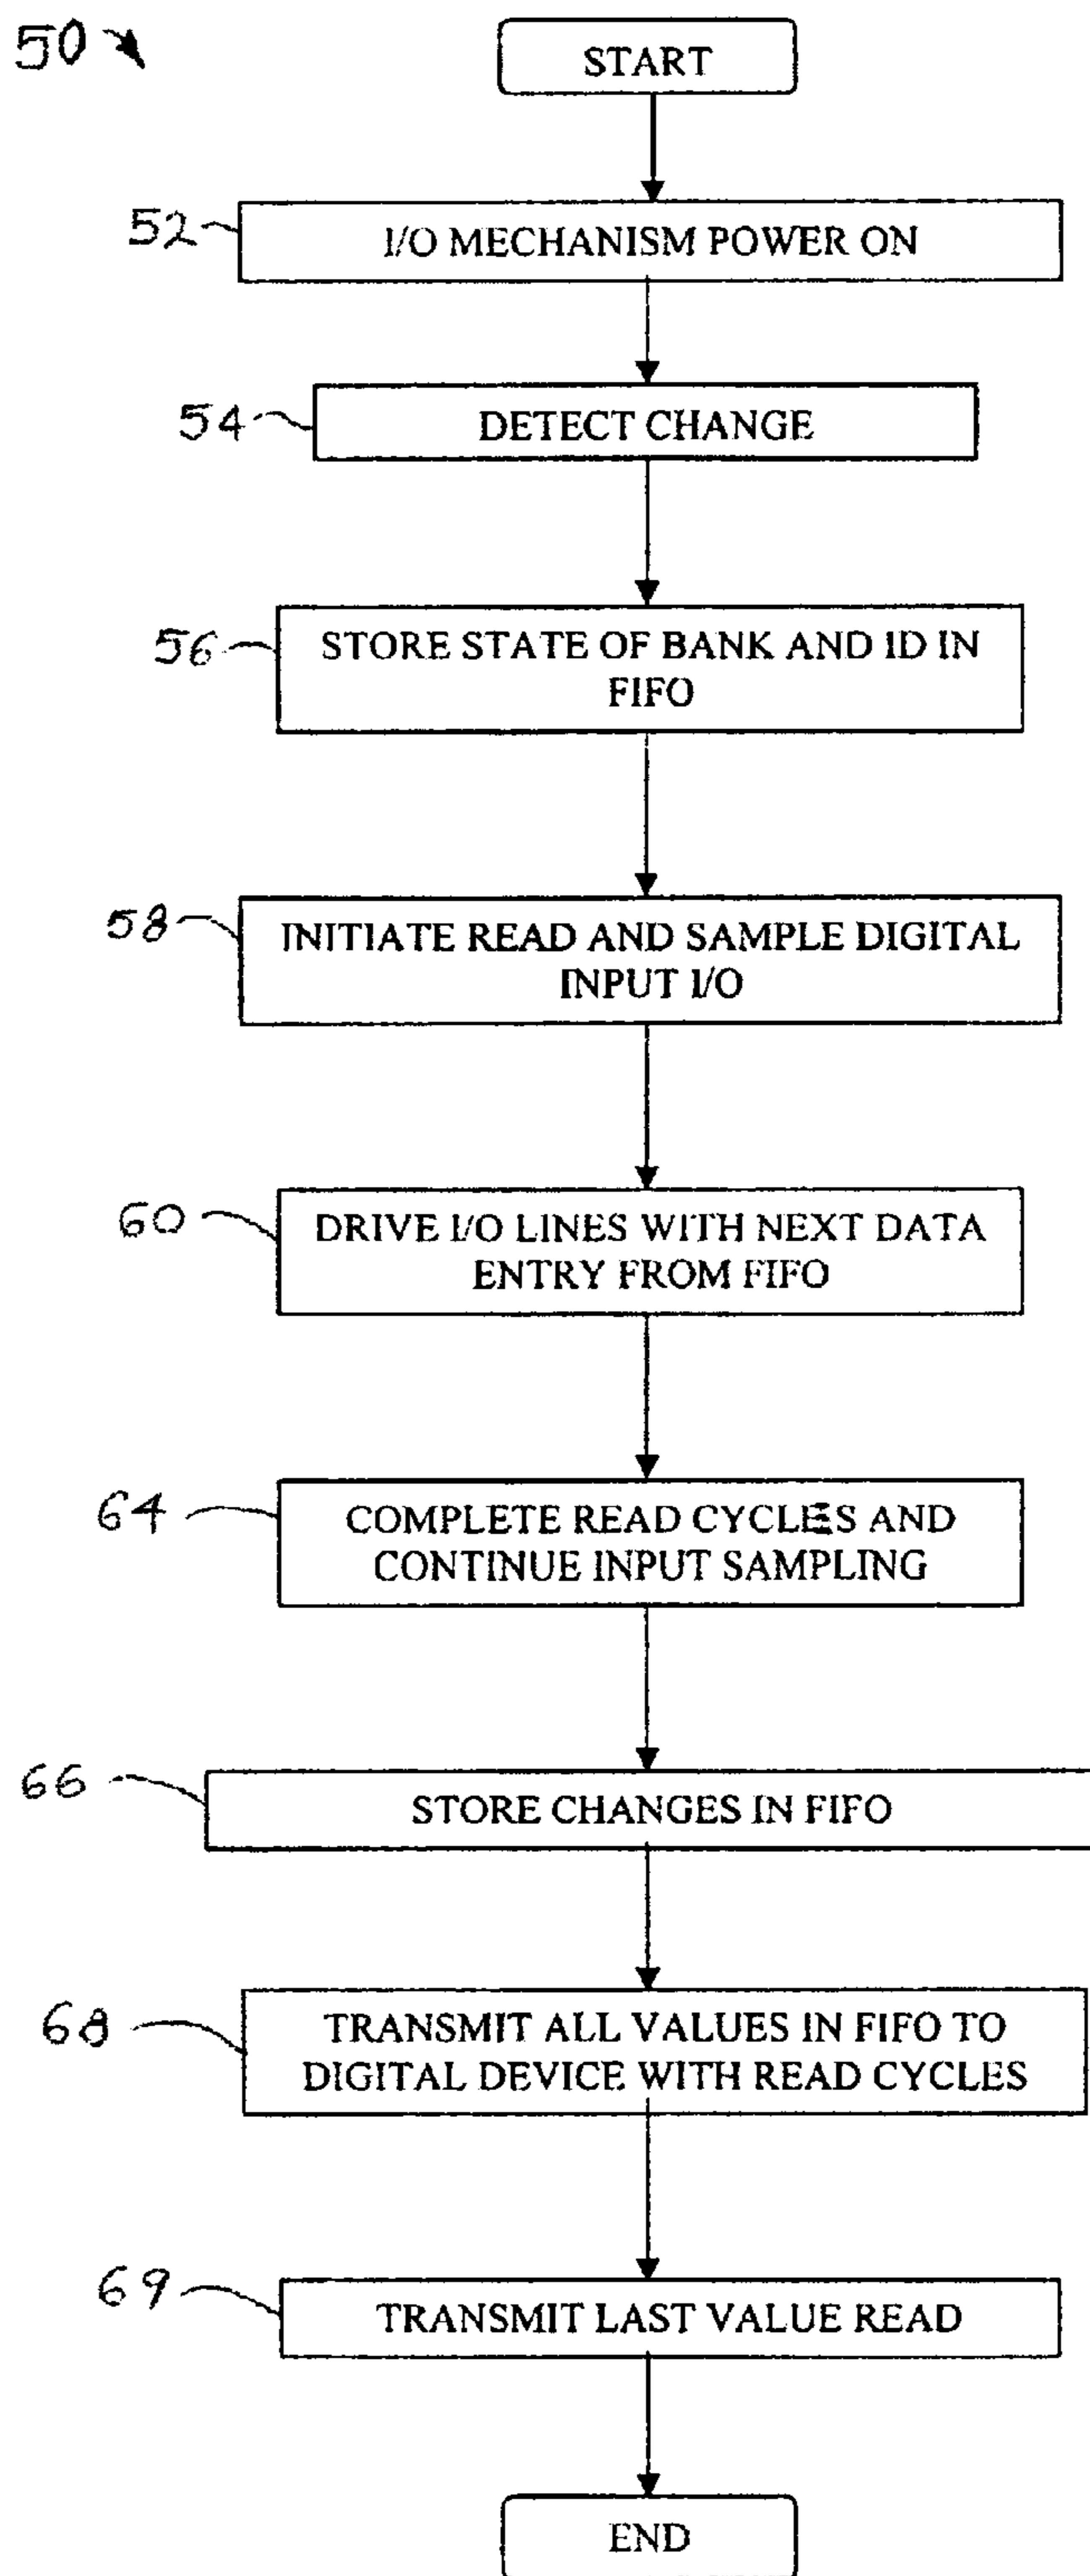 50
START
52
I/O MECHANISM POWER ON
54
DETECT CHANGE
56
STORE STATE OF BANK AND ID IN
FIFO
58
INITIATE READ AND SAMPLE DIGITAL
INPUT I/O
60
DRIVE I/O LINES WITH NEXT DATA
ENTRY FROM FIFO
64
COMPLETE READ CYCLES AND
CONTINUE INPUT SAMPLING
66
STORE CHANGES IN FIFO
68
TRANSMIT ALL VALUES IN FIFO TO
DIGITAL DEVICE WITH READ CYCLES
69
TRANSMIT LAST VALUE READ
END